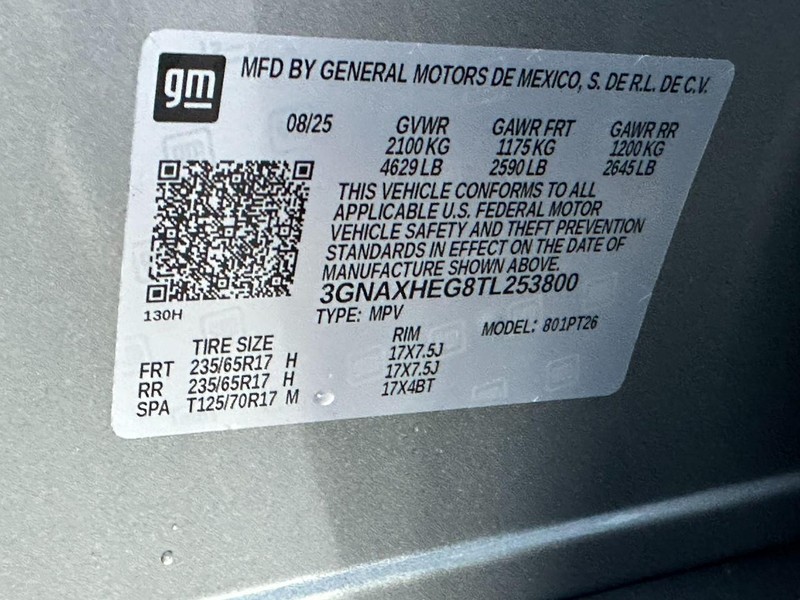 gm MFD BY GENERAL MOTORS DE MEXICO, S. DE R.L. DE C.V.
08/25 GVWR GAWR FRT GAWR RR
2100 KG 1175 KG 1200 KG
4629 LB 2590 LB 2645 LB
THIS VEHICLE CONFORMS TO ALL
APPLICABLE U.S. FEDERAL MOTOR
VEHICLE SAFETY AND THEFT PREVENTION
STANDARDS IN EFFECT ON THE DATE OF
MANUFACTURE SHOWN ABOVE.
3GNAXHEG8TL253800
130H TYPE: MPV MODEL: 801PT26
TIRE SIZE RIM
FRT 235/65R17 H 17X7.5J
RR 235/65R17 H 17X7.5J
SPA T125/70R17 M 17X4BT